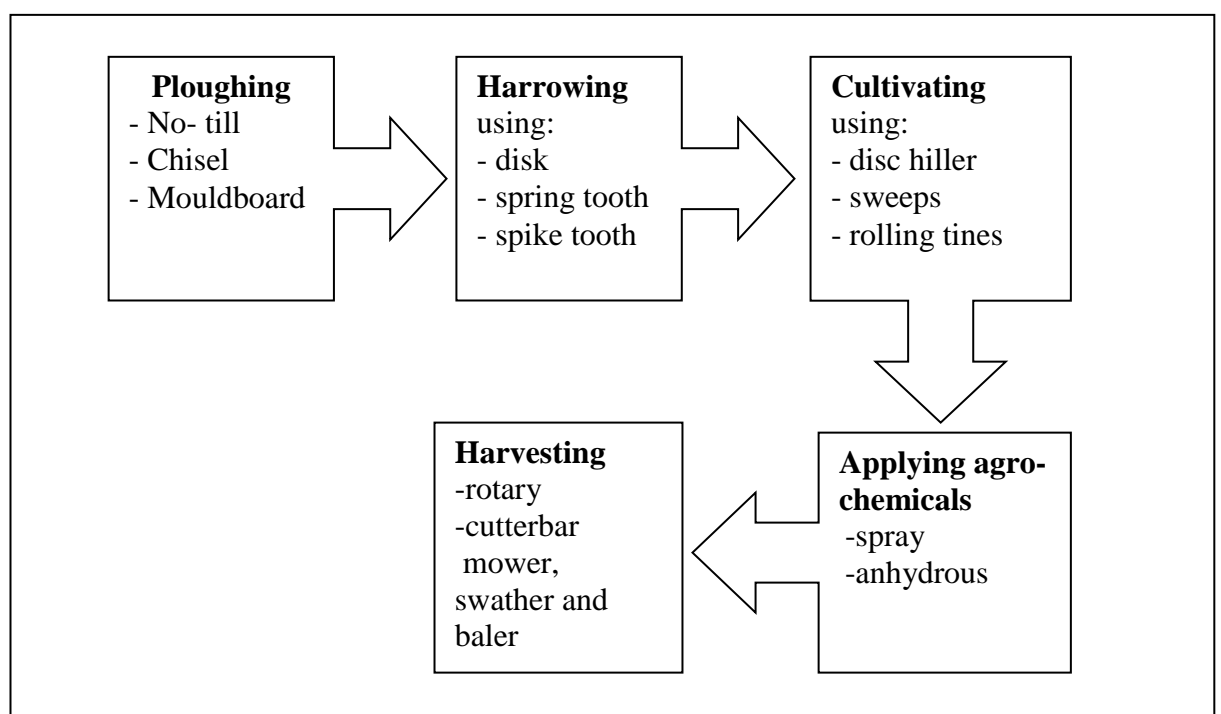 Ploughing
- No- till
- Chisel
- Mouldboard
Harrowing
using:
- disk
- spring tooth
- spike tooth
Cultivating
using:
- disc hiller
- sweeps
- rolling tines
Applying agro-
chemicals
-spray
-anhydrous
Harvesting
-rotary
-cutterbar
mower,
swather and
baler